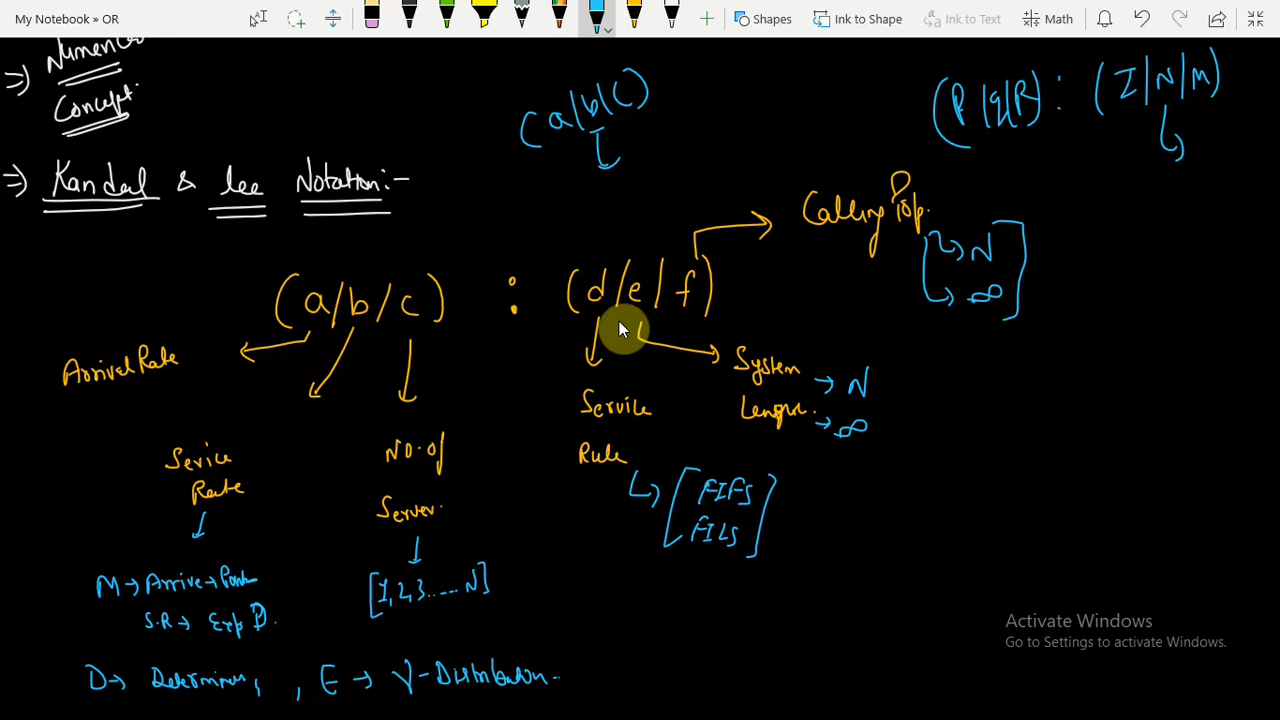 My Notebook » OR
Shapes
Ink to Shape
Ink to Text
Math
=>
Concept
(a/b/c)
(P/q/R) : (I/N/M)
=> Kandal & lee Notation:-
Calling Pop.
N
∞
(a/b/c) : (d/e/f)
Arrival Rate
System
Length.
→ N
→ ∞
Service
Rule
FIFS
FILS
Service
Rate
NO. of
Server.
[1,2,3.....N]
M → Arrive →
S.R → Exp D.
D → , , E → γ - Distribution.
Activate Windows
Go to Settings to activate Windows.